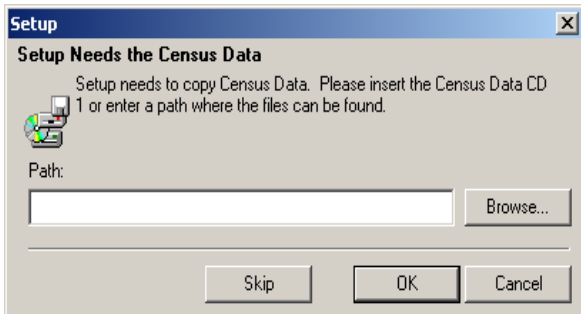 Setup
Setup Needs the Census Data
Setup needs to copy Census Data. Please insert the Census Data CD
1 or enter a path where the files can be found.
Path:
Browse...
Skip
OK
Cancel